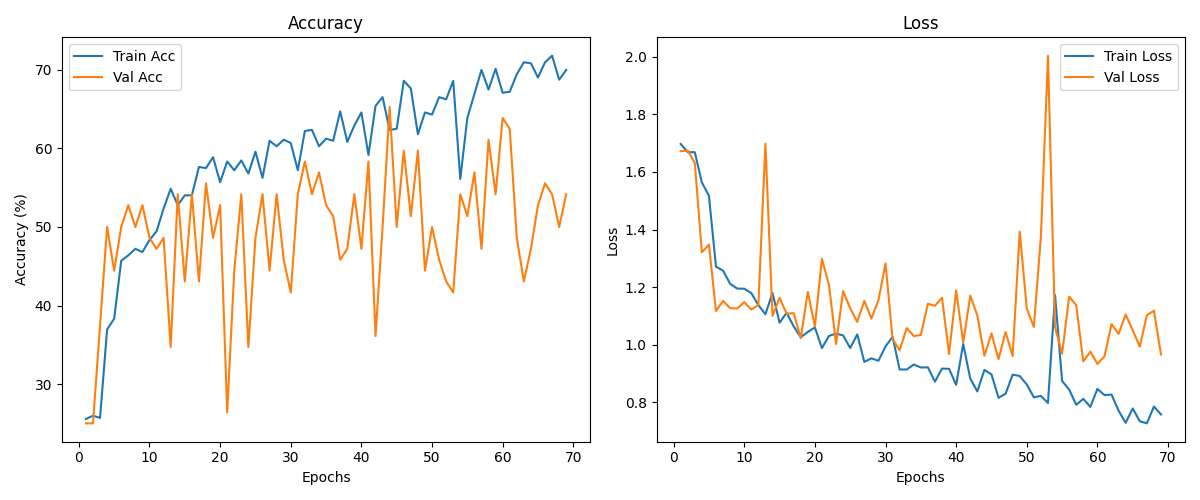 Accuracy
Train Acc
Val Acc
Accuracy (%)
70
60
50
40
30
0 10 20 30 40 50 60 70
Epochs
Loss
Train Loss
Val Loss
Loss
2.0
1.8
1.6
1.4
1.2
1.0
0.8
0 10 20 30 40 50 60 70
Epochs